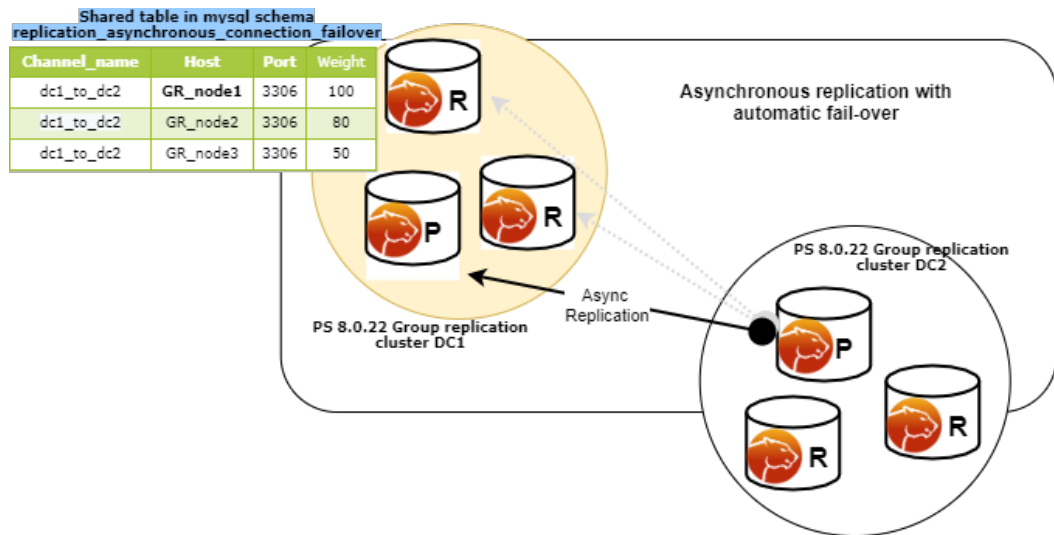 Shared table in mysql schema
replication_asynchronous_connection_failover
Channel_name Host Port Weight
dc1_to_dc2 GR_node1 3306 100
dc1_to_dc2 GR_node2 3306 80
dc1_to_dc2 GR_node3 3306 50
R
Asynchronous replication with
automatic fail-over
P
R
PS 8.0.22 Group replication
cluster DC1
Async
Replication
PS 8.0.22 Group replication
cluster DC2
P
R
R